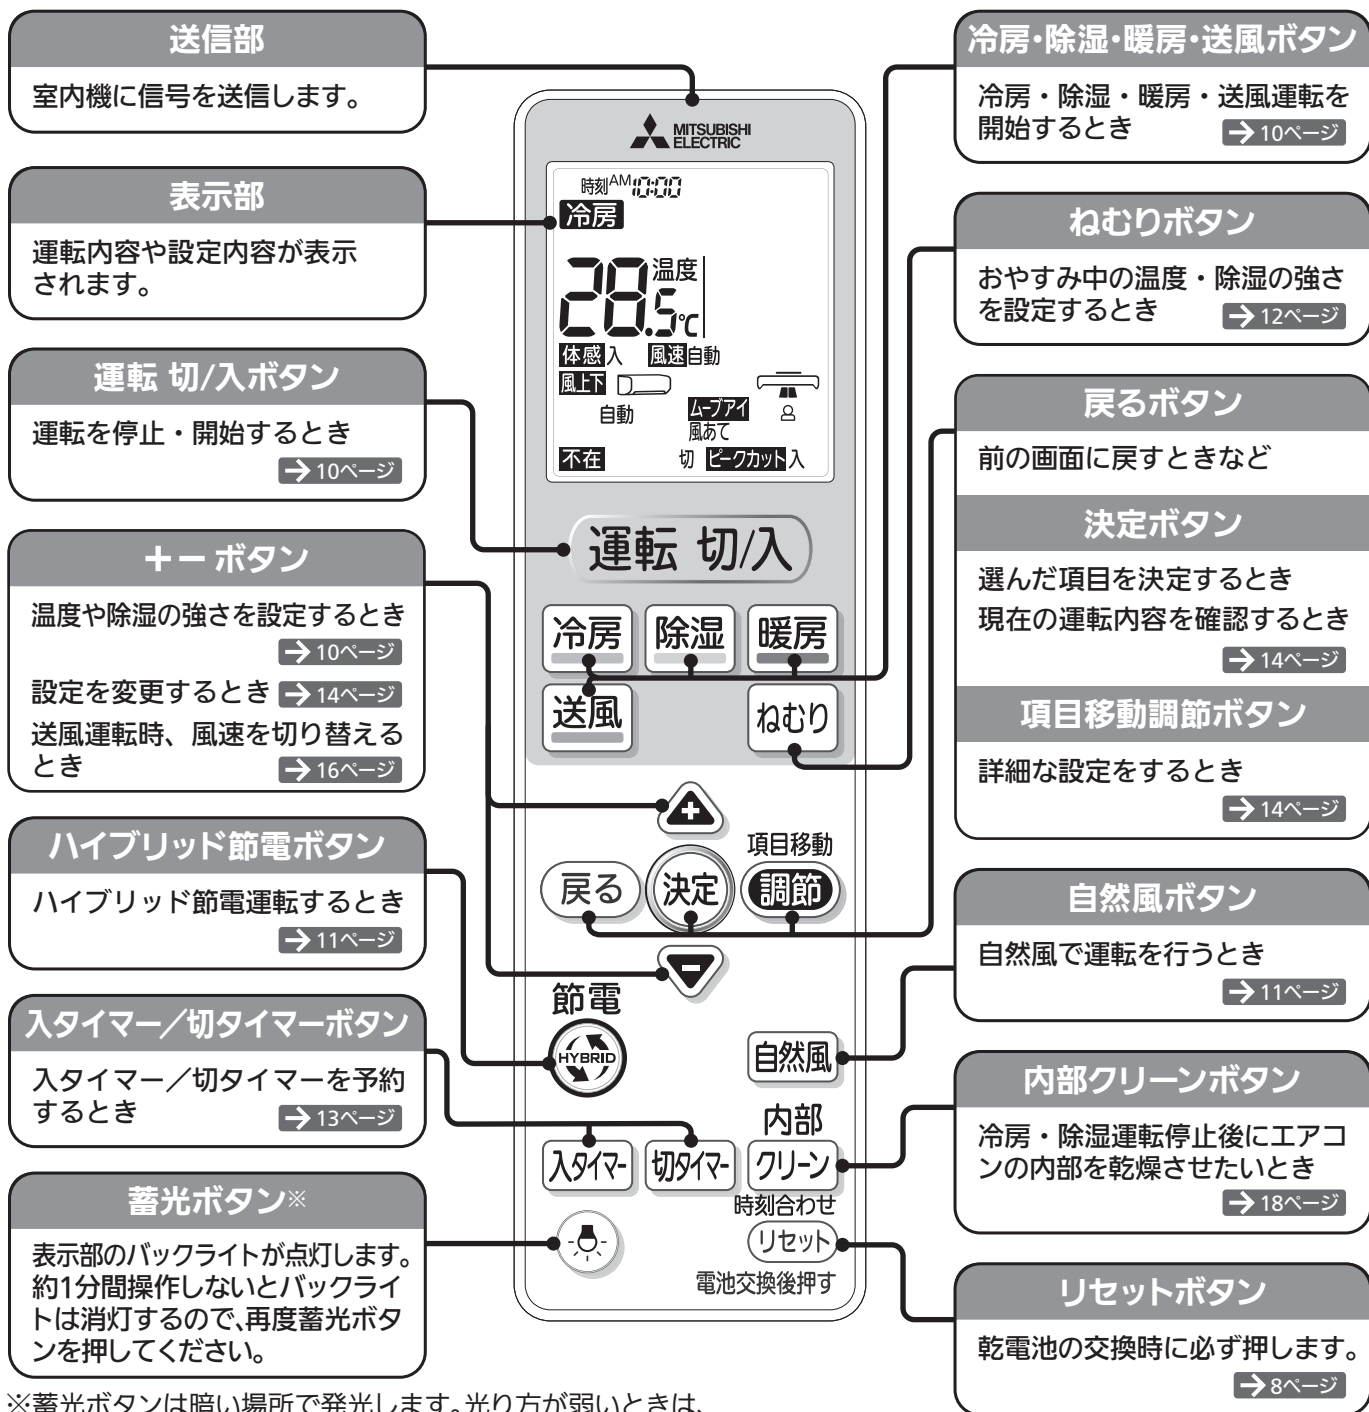 送信部
室内機に信号を送信します。
表示部
運転内容や設定内容が表示
されます。
運転 切/入ボタン
運転を停止・開始するとき
→10ページ
＋－ ボタン
温度や除湿の強さを設定するとき
→10ページ
設定を変更するとき →14ページ
送風運転時、風速を切り替える
とき →16ページ
ハイブリッド節電ボタン
ハイブリッド節電運転するとき
→11ページ
入タイマー／切タイマーボタン
入タイマー／切タイマーを予約
するとき →13ページ
蓄光ボタン※
表示部のバックライトが点灯します。
約1分間操作しないとバックライ
トは消灯するので、再度蓄光ボタ
ンを押してください。
MITSUBISHI
ELECTRIC
時刻AM10:00
冷房
28.5℃ 温度
体感 入 風速 自動
風上下
自動 ムーブアイ
風あて
不在 切 ピークカット 入
運転 切/入
冷房 除湿 暖房
送風 ねむり
+
項目移動
戻る 決定 調節
-
節電
HYBRID
自然風
内部
入タイマー 切タイマー クリーン
時刻合わせ
リセット
電池交換後押す
冷房・除湿・暖房・送風ボタン
冷房・除湿・暖房・送風運転を
開始するとき →10ページ
ねむりボタン
おやすみ中の温度・除湿の強さ
を設定するとき →12ページ
戻るボタン
前の画面に戻すときなど
決定ボタン
選んだ項目を決定するとき
現在の運転内容を確認するとき
→14ページ
項目移動調節ボタン
詳細な設定をするとき
→14ページ
自然風ボタン
自然風で運転を行うとき
→11ページ
内部クリーンボタン
冷房・除湿運転停止後にエアコ
ンの内部を乾燥させたいとき
→18ページ
リセットボタン
乾電池の交換時に必ず押します。
→8ページ
※蓄光ボタンは暗い場所で発光します。光り方が弱いときは、